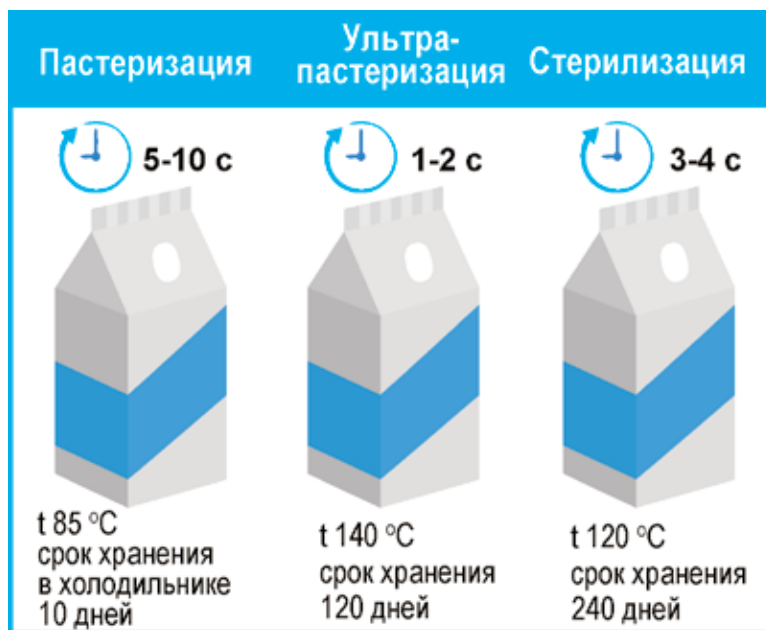 Пастеризация
Ультра-
пастеризация
Стерилизация
5-10 с
1-2 с
3-4 с
t 85 °C
срок хранения
в холодильнике
10 дней
t 140 °C
срок хранения
120 дней
t 120 °C
срок хранения
240 дней